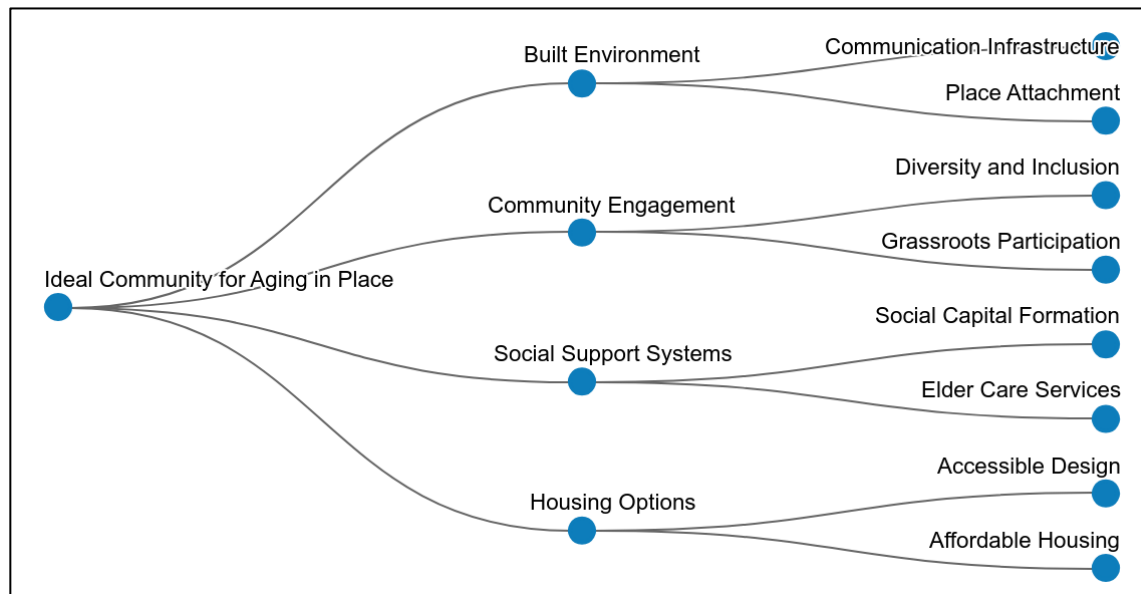 Built Environment
Communication Infrastructure
Place Attachment
Diversity and Inclusion
Community Engagement
Grassroots Participation
Ideal Community for Aging in Place
Social Capital Formation
Social Support Systems
Elder Care Services
Accessible Design
Housing Options
Affordable Housing